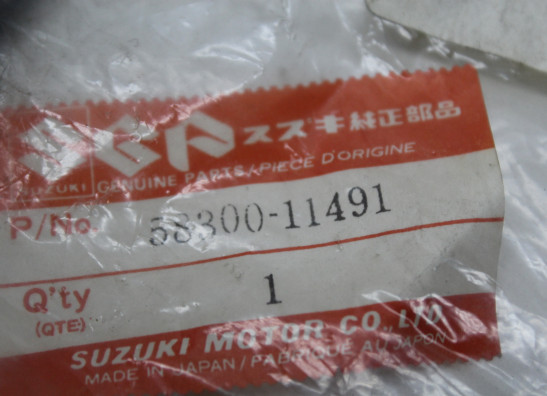 SGP スズキ純正部品
SUZUKI GENUINE PARTS/PIECE D'ORIGINE
P/No 58300-11491
Q'ty 1
(QTE)
SUZUKI MOTOR CO., LTD
MADE IN JAPAN/FABRIQUE AU JAPON